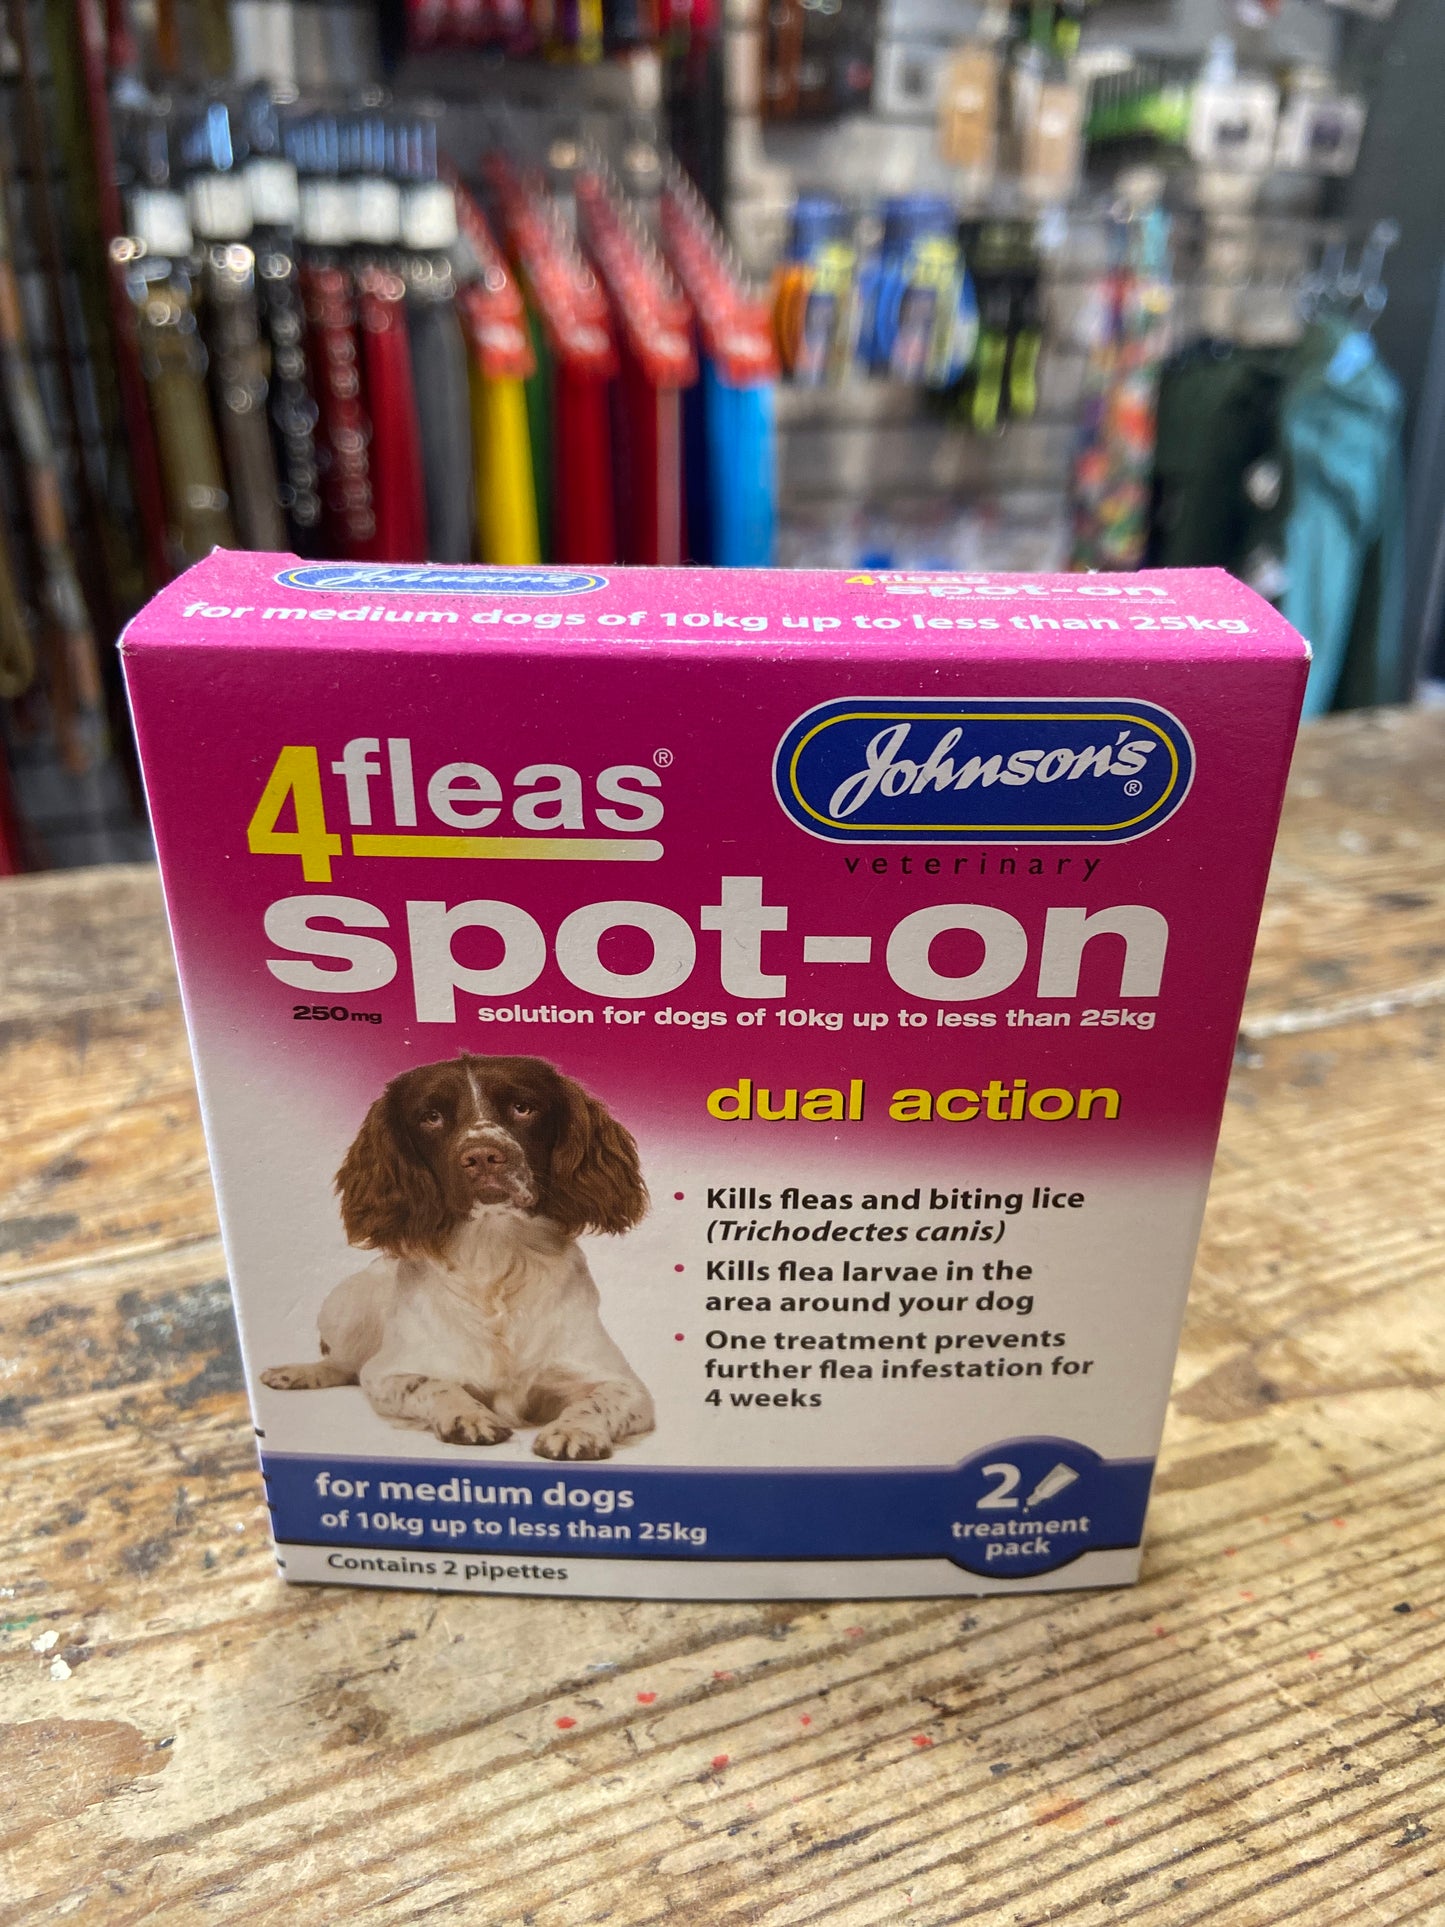 Johnson's
4fleas
spot-on
for medium dogs of 10kg up to less than 25kg
4fleas®
Johnson's®
veterinary
spot-on
250mg
solution for dogs of 10kg up to less than 25kg
dual action
• Kills fleas and biting lice
(Trichodectes canis)
• Kills flea larvae in the
area around your dog
• One treatment prevents
further flea infestation for
4 weeks
for medium dogs
of 10kg up to less than 25kg
2
treatment
pack
Contains 2 pipettes